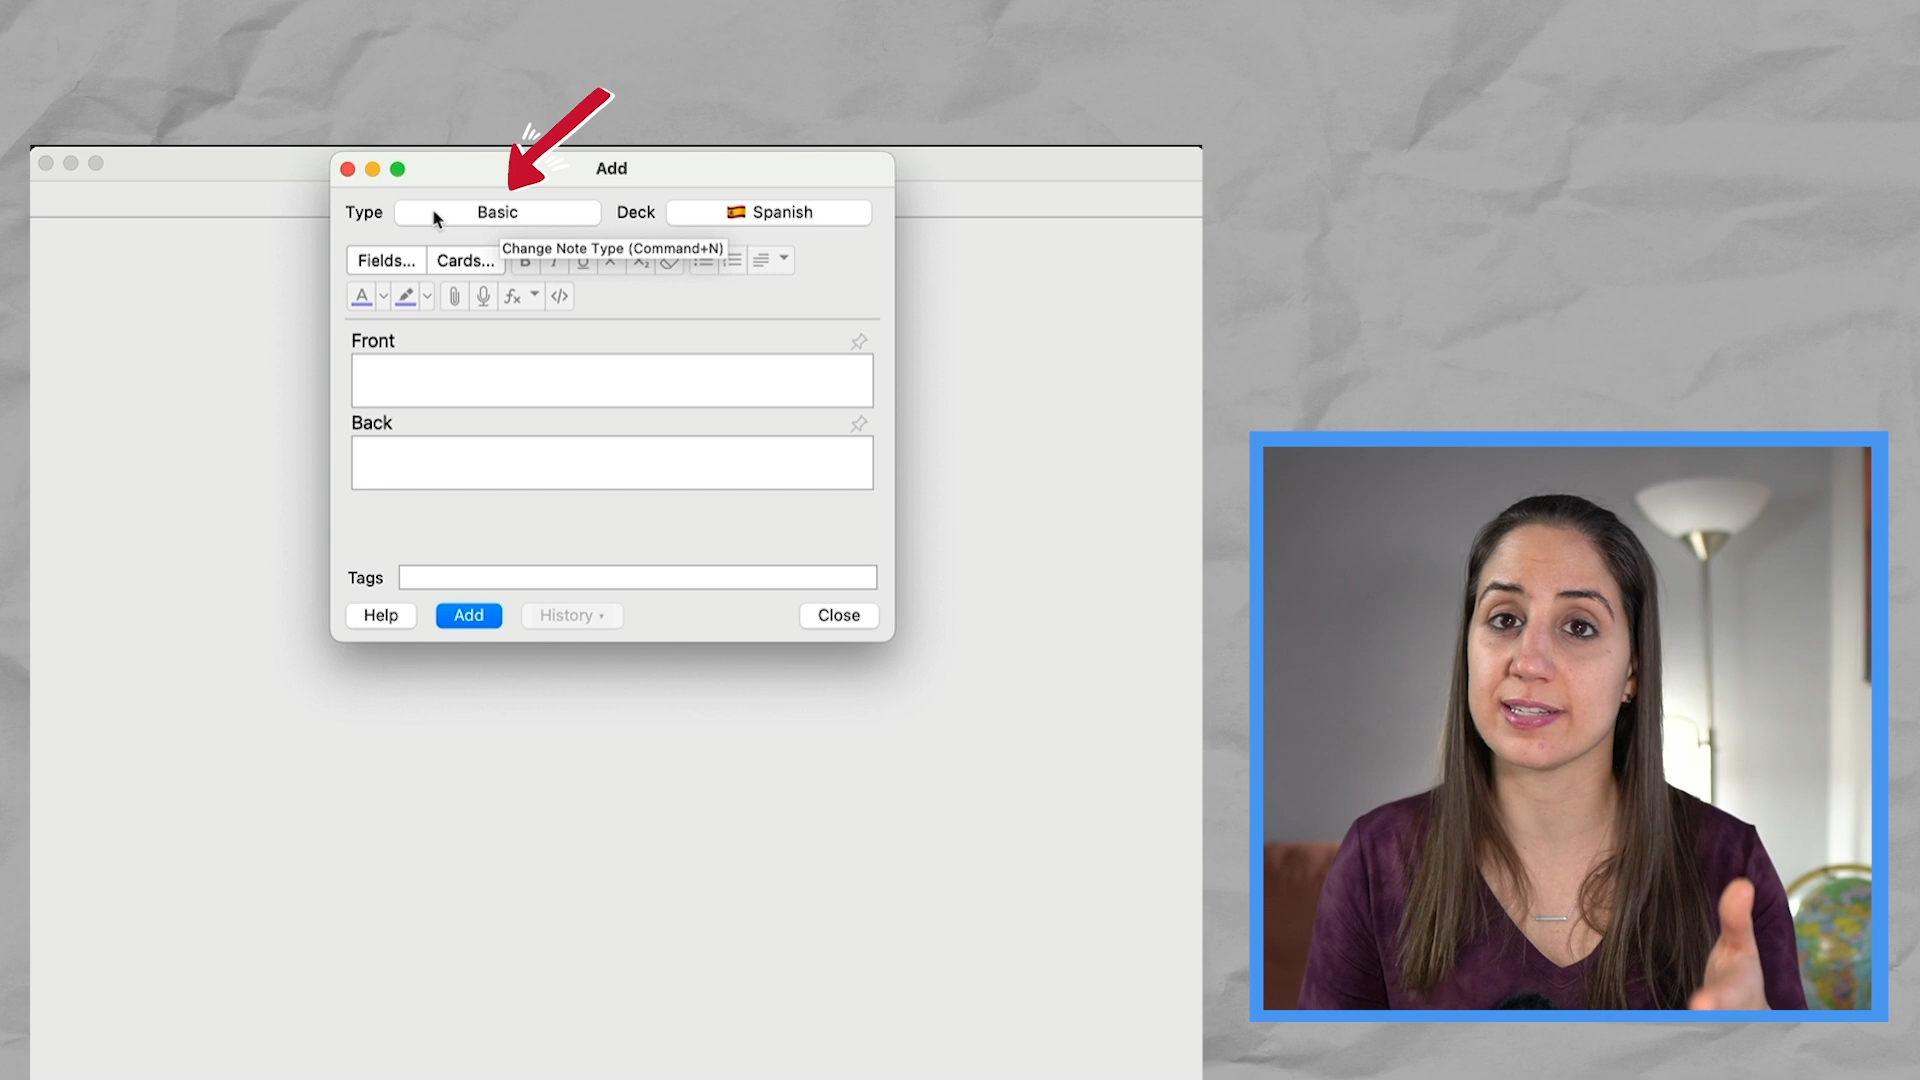 Add
Type Basic Deck Spanish
Change Note Type (Command+N)
Fields... Cards...
Front
Back
Tags
Help Add History Close